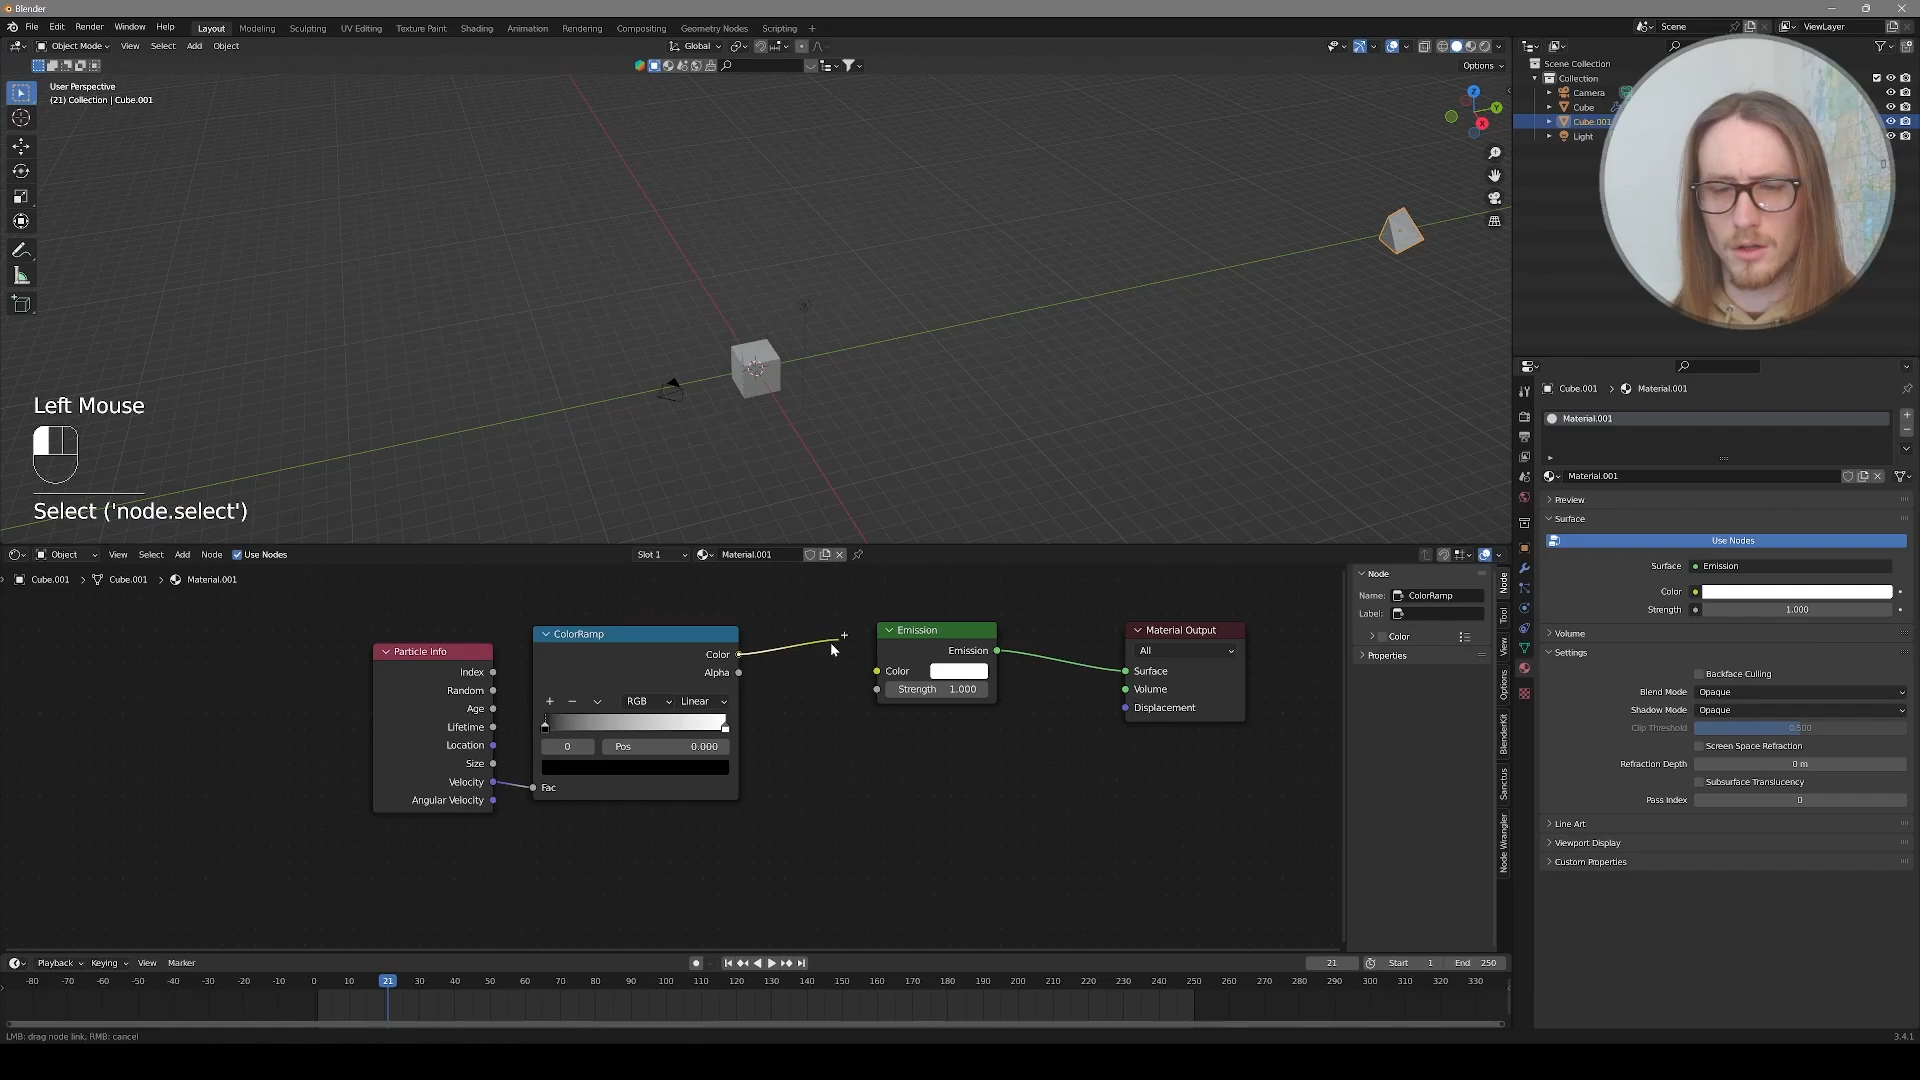 Blender
File Edit Render Window Help Layout Modeling Sculpting UV Editing Texture Paint Shading Animation Rendering Compositing Geometry Nodes Scripting + Scene ViewLayer
Object Mode View Select Add Object Global
Options
User Perspective
(21) Collection | Cube.001
Z
Y
X
Scene Collection
Collection
Camera
Cube
Cube.001
Light
Left Mouse
Select ('node.select')
Object View Select Add Node Use Nodes Slot 1 Material.001
Cube.001 > Cube.001 > Material.001
Particle Info
Index
Random
Age
Lifetime
Location
Size
Velocity
Angular Velocity
ColorRamp
Color
Alpha
RGB Linear
0 Pos 0.000
Fac
Emission
Emission
Color
Strength 1.000
Material Output
All
Surface
Volume
Displacement
Node
Name: ColorRamp
Label:
Color
Properties
Node
Tool
View
Options
BlenderKit
Sanctus
Node Wrangler
Cube.001 > Material.001
Material.001
Material.001
Preview
Surface
Use Nodes
Surface Emission
Color
Strength 1.000
Volume
Settings
Backface Culling
Blend Mode Opaque
Shadow Mode Opaque
Clip Threshold 0.500
Screen Space Refraction
Refraction Depth 0 m
Subsurface Translucency
Pass Index 0
Line Art
Viewport Display
Custom Properties
Playback Keying View Marker 21 Start 1 End 250
-80 -70 -60 -50 -40 -30 -20 -10 0 10 21 30 40 50 60 70 80 90 100 110 120 130 140 150 160 170 180 190 200 210 220 230 240 250 260 270 280 290 300 310 320 330
LMB: drag node link, RMB: cancel 3.4.1